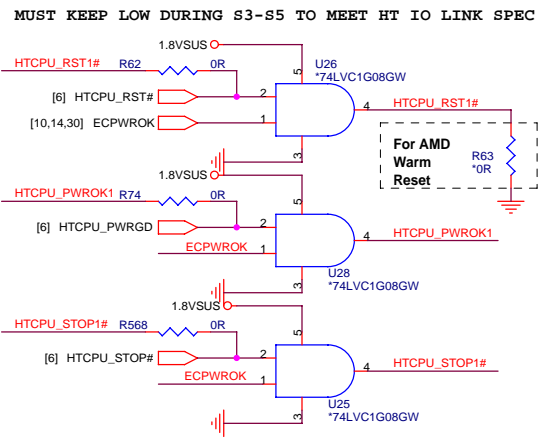 MUST KEEP LOW DURING S3-S5 TO MEET HT IO LINK SPEC
1.8VSUS
HTCPU_RST1# R62 0R
U26
*74LVC1G08GW
5
[6] HTCPU_RST#
2
4
HTCPU_RST1#
[10,14,30] ECPWROK
1
3
For AMD
Warm
Reset
R63
*0R
1.8VSUS
HTCPU_PWROK1 R74 0R
5
[6] HTCPU_PWRGD
2
4
HTCPU_PWROK1
ECPWROK
1
3
U28
*74LVC1G08GW
1.8VSUS
HTCPU_STOP1# R568 0R
5
[6] HTCPU_STOP#
2
4
HTCPU_STOP1#
ECPWROK
1
3
U25
*74LVC1G08GW